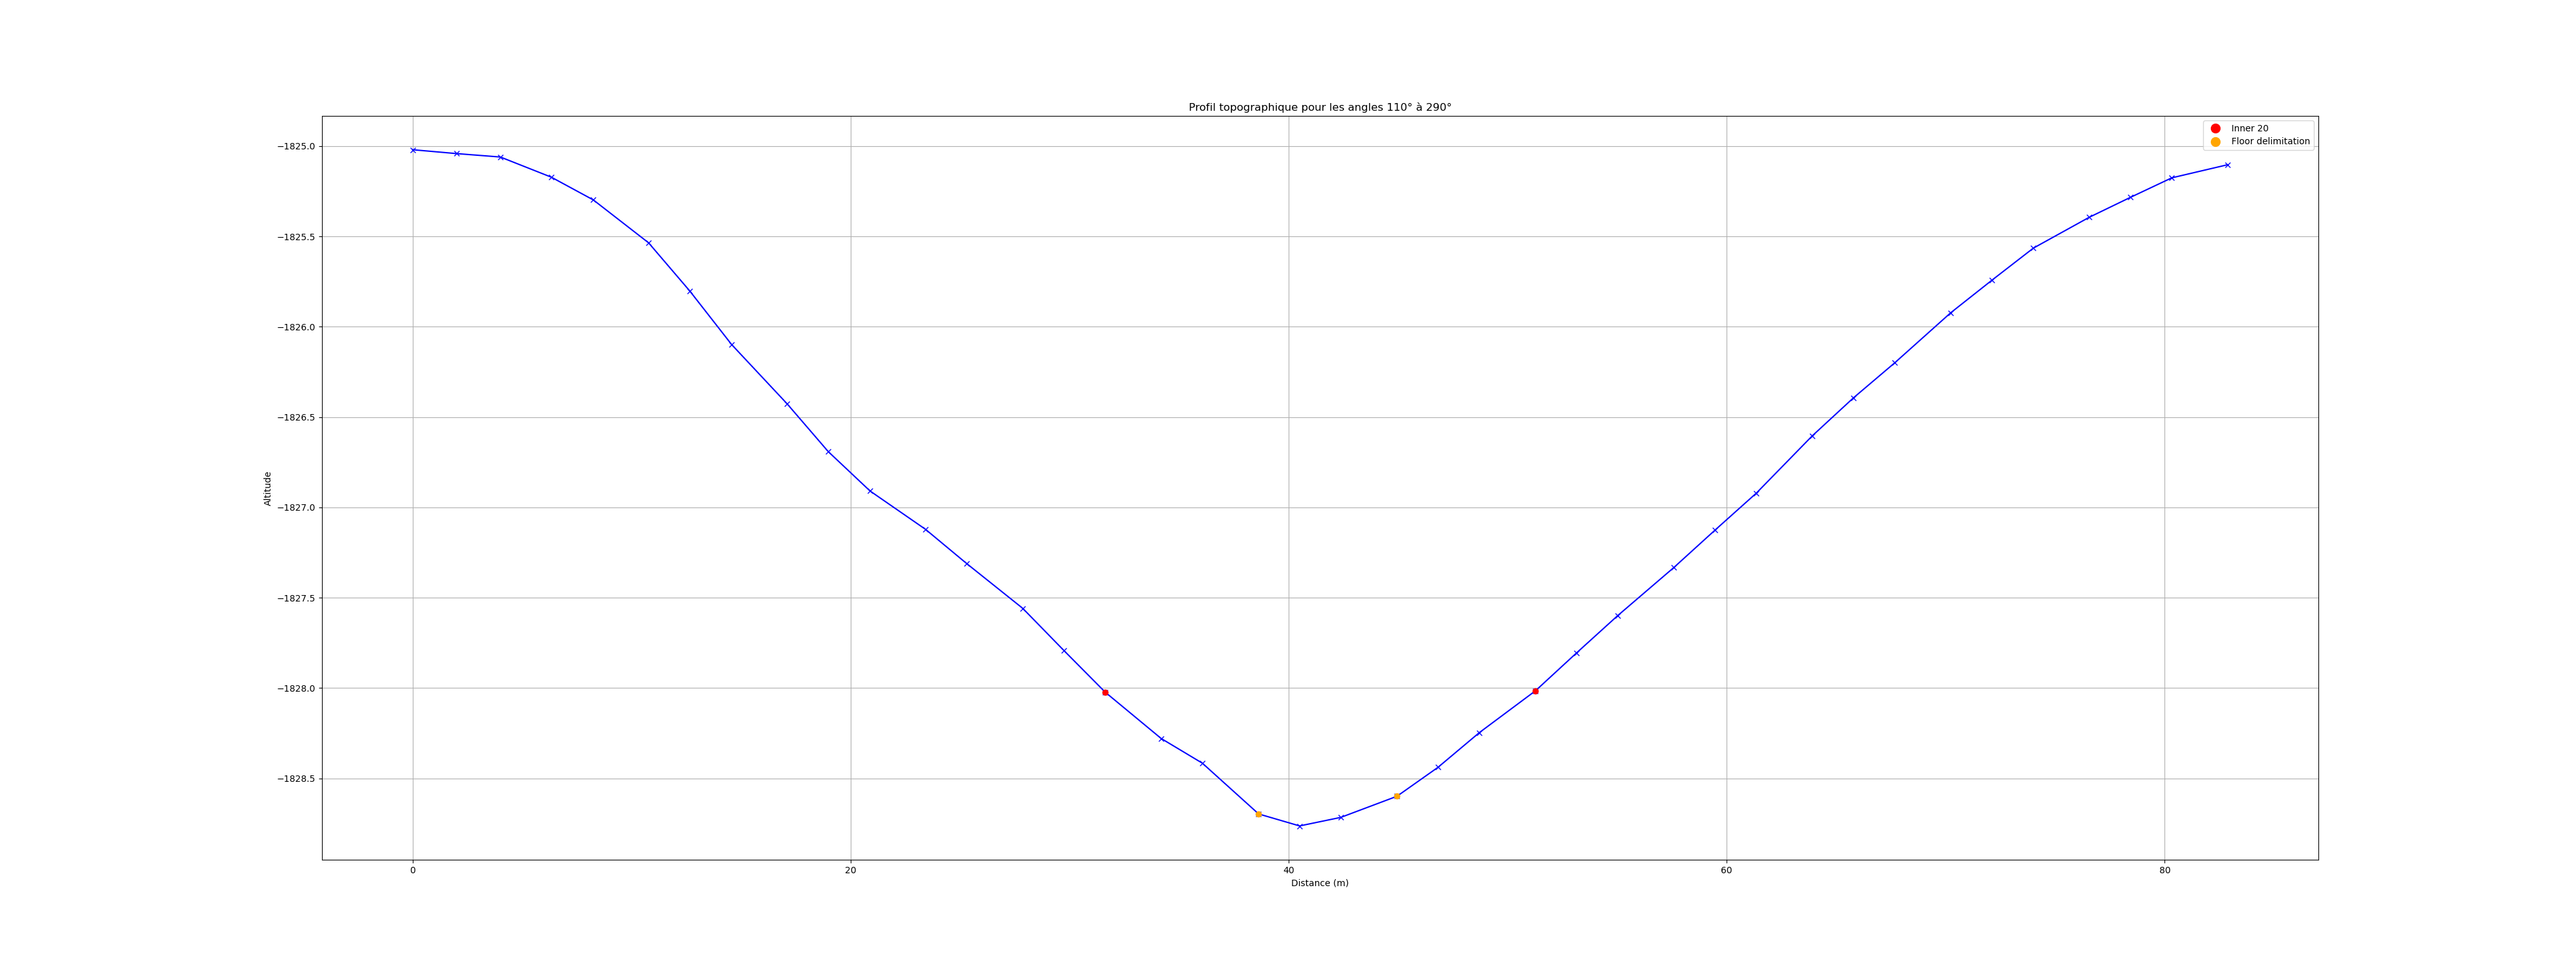 Profil topographique pour les angles 110° à 290°
Inner 20
Floor delimitation
−1825.0
−1825.5
−1826.0
−1826.5
−1827.0
−1827.5
−1828.0
−1828.5
Altitude
0 20 40 60 80
Distance (m)